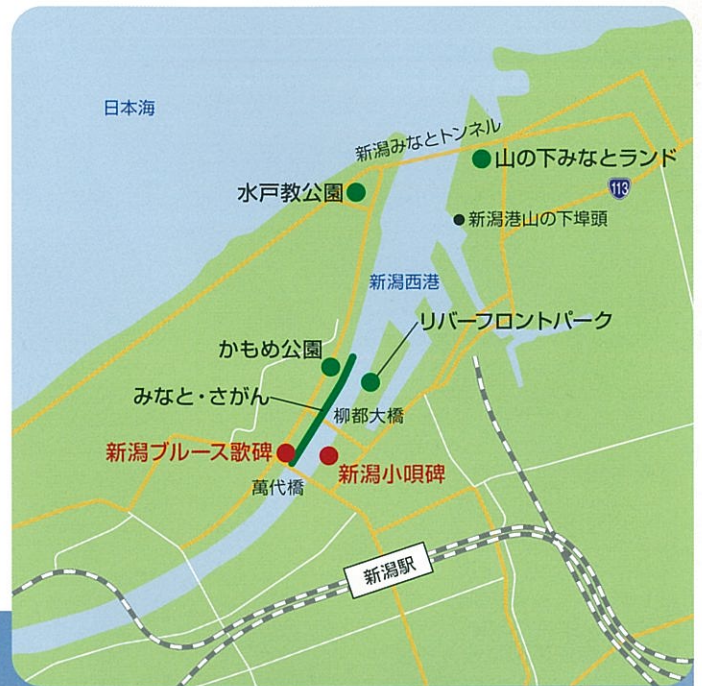 日本海
新潟みなとトンネル
山の下みなとランド
水戸教公園
113
新潟港山の下埠頭
新潟西港
リバーフロントパーク
かもめ公園
みなと・さがん
柳都大橋
新潟ブルース歌碑
新潟小唄碑
萬代橋
新潟駅